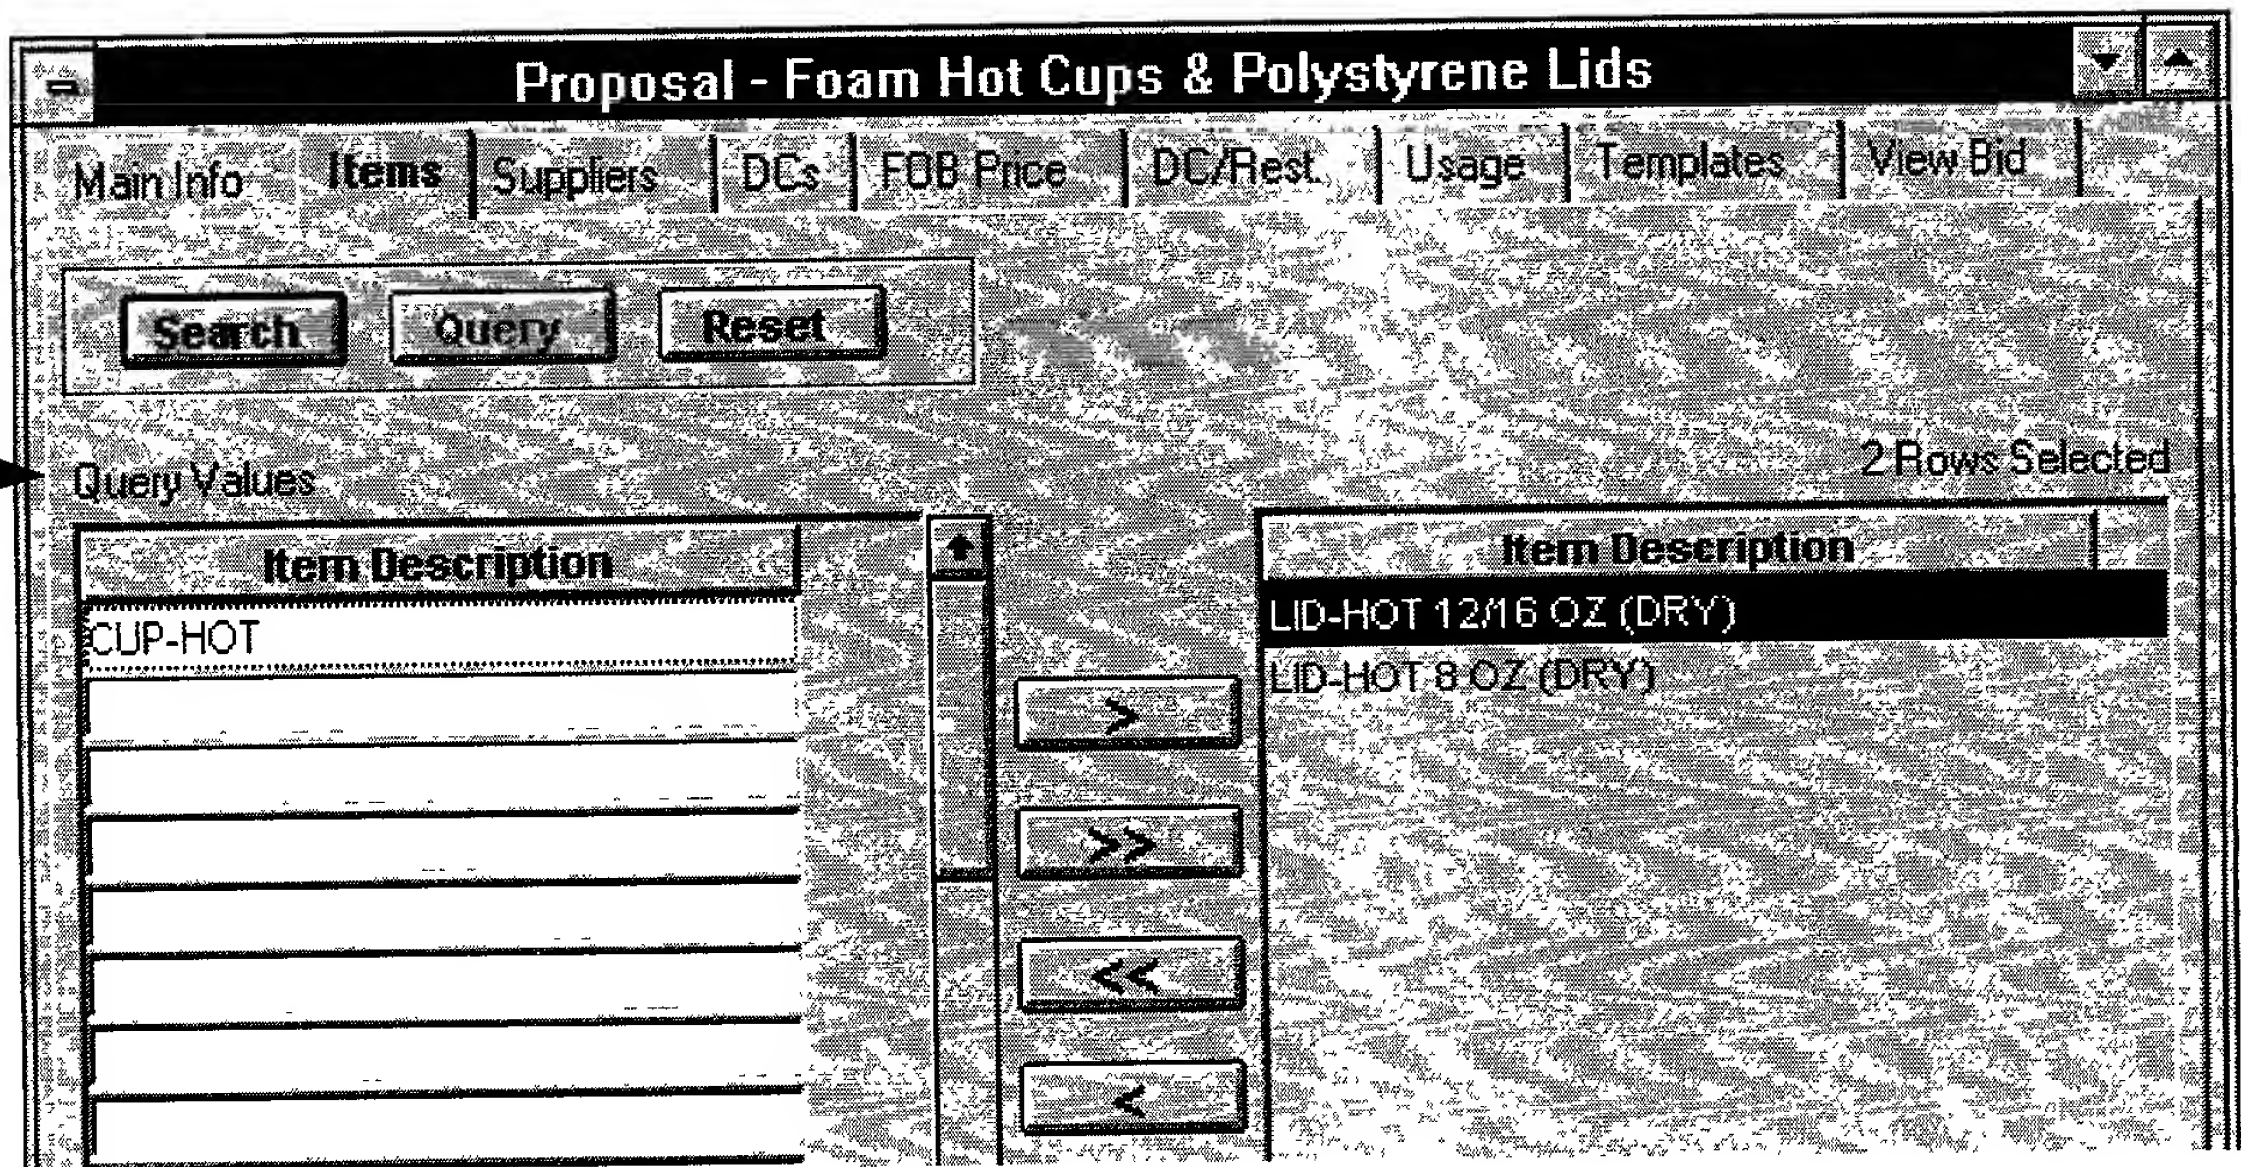 Proposal - Foam Hot Cups & Polystyrene Lids
Main Info Items Suppliers DCs FOB Price DC/Rest. Usage Templates View Bid
Search Query Reset
Query Values
2 Rows Selected
Item Description
CUP-HOT
>
>>
<<
<
Item Description
LID-HOT 12/16 OZ (DRY)
LID-HOT 8 OZ (DRY)